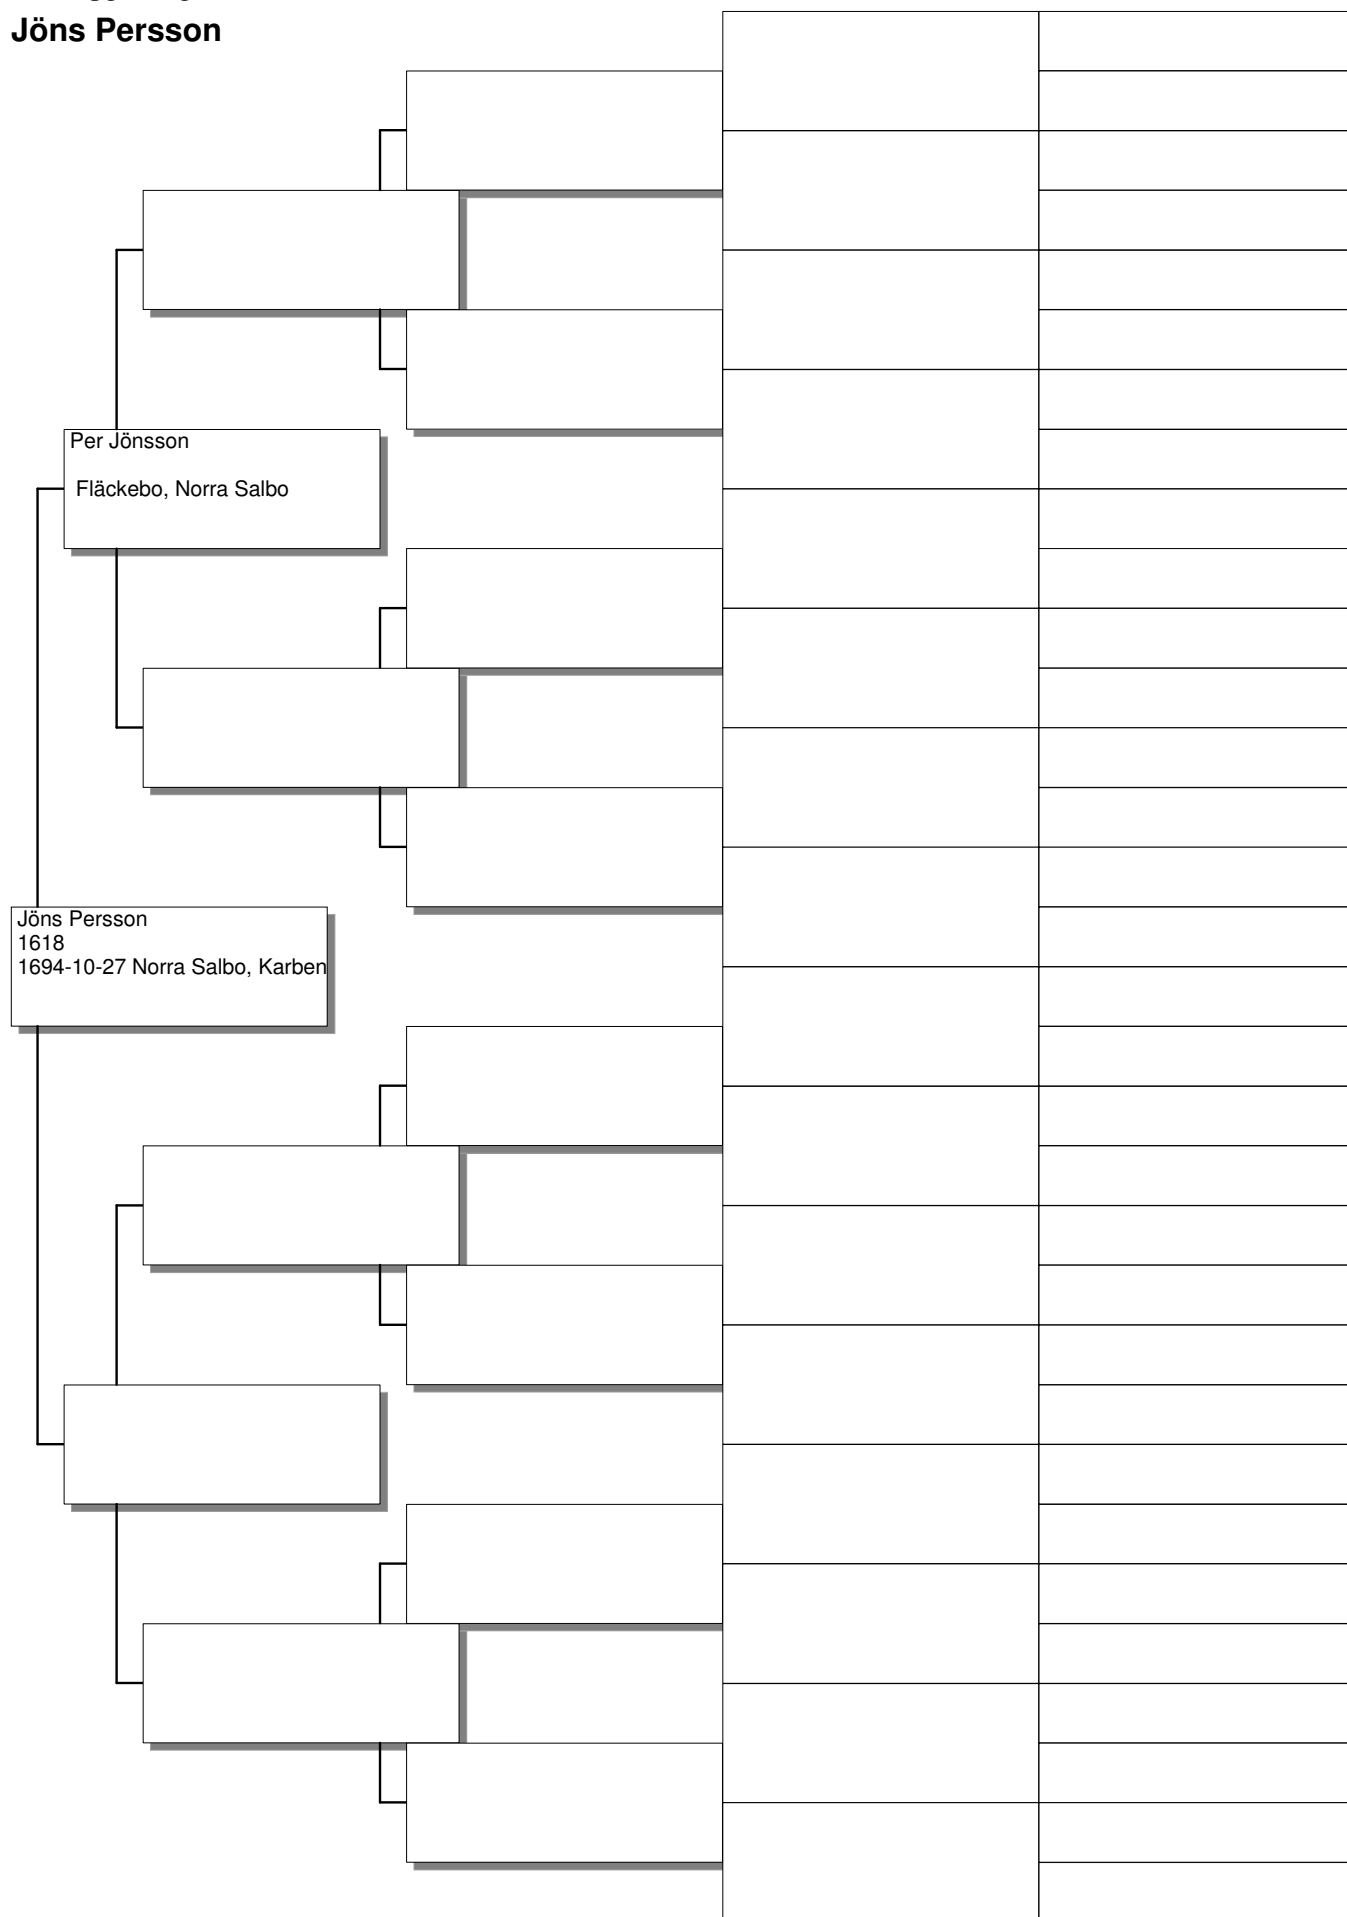 Jöns Persson
Per Jönsson
Fläckebo, Norra Salbo
Jöns Persson
1618
1694-10-27 Norra Salbo, Karben